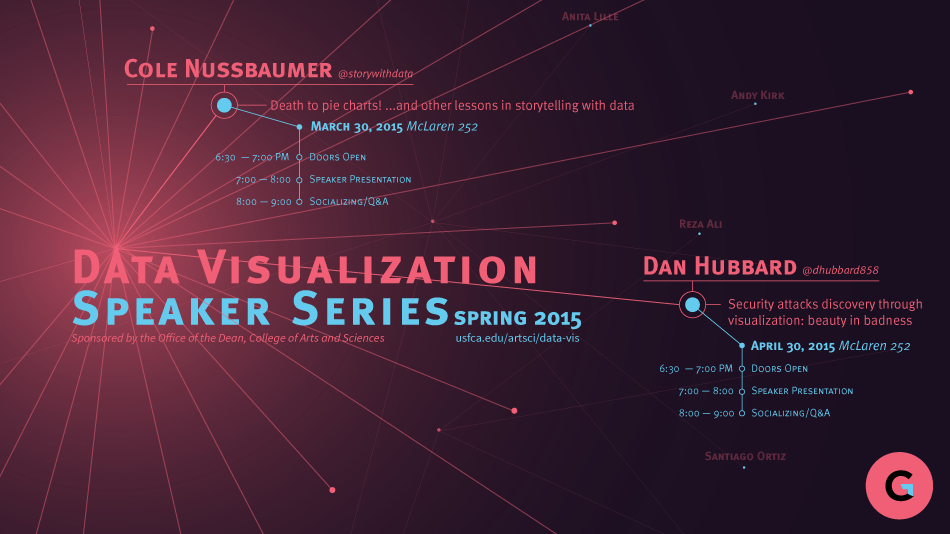 Anita Lille
Cole Nussbaumer @storywithdata
Death to pie charts! ...and other lessons in storytelling with data
March 30, 2015 McLaren 252
6:30 — 7:00 PM Doors Open
7:00 — 8:00 Speaker Presentation
8:00 — 9:00 Socializing/Q&A
Andy Kirk
Reza Ali
Data Visualization
Speaker Series spring 2015
Sponsored by the Office of the Dean, College of Arts and Sciences
usfca.edu/artsci/data-vis
Dan Hubbard @dhubbard858
Security attacks discovery through
visualization: beauty in badness
April 30, 2015 McLaren 252
6:30 — 7:00 PM Doors Open
7:00 — 8:00 Speaker Presentation
8:00 — 9:00 Socializing/Q&A
Santiago Ortiz
G